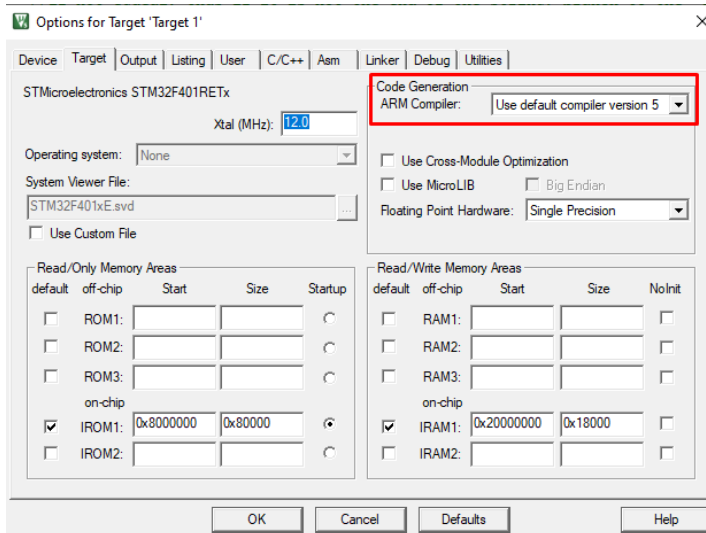 Options for Target 'Target 1'
Device Target Output Listing User C/C++ Asm Linker Debug Utilities
STMicroelectronics STM32F401RETx
Xtal (MHz): 12.0
Operating system: None
System Viewer File:
STM32F401xE.svd ...
Use Custom File
Code Generation
ARM Compiler: Use default compiler version 5
Use Cross-Module Optimization
Use MicroLIB Big Endian
Floating Point Hardware: Single Precision
Read/Only Memory Areas
default off-chip Start Size Startup
ROM1:
ROM2:
ROM3:
on-chip
IROM1: 0x8000000 0x80000
IROM2:
Read/Write Memory Areas
default off-chip Start Size NoInit
RAM1:
RAM2:
RAM3:
on-chip
IRAM1: 0x20000000 0x18000
IRAM2:
OK Cancel Defaults Help